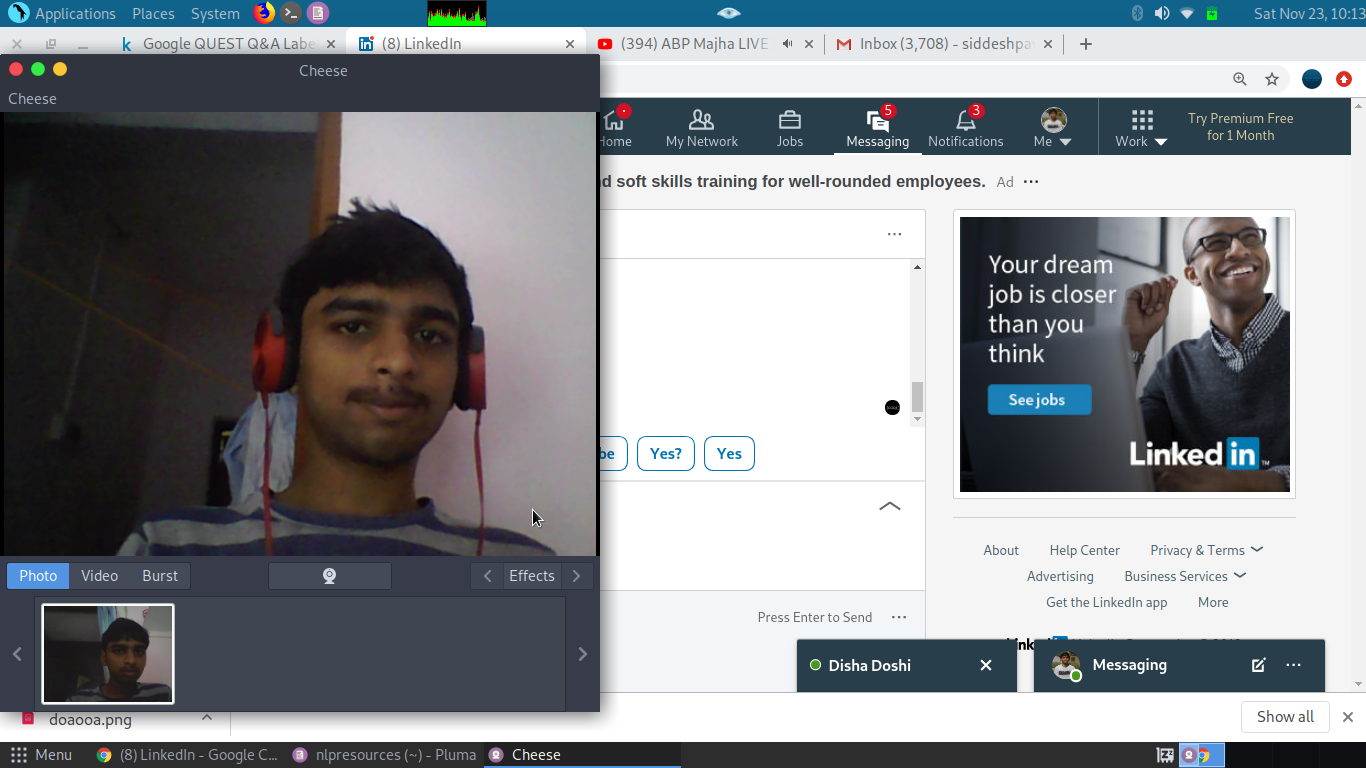 Applications Places System
Sat Nov 23, 10:13
Google QUEST Q&A Labe
(8) LinkedIn
(394) ABP Majha LIVE
Inbox (3,708) - siddeshpa
Cheese
Cheese
Home
My Network
Jobs
5
Messaging
3
Notifications
Me
Work
Try Premium Free
for 1 Month
nd soft skills training for well-rounded employees. Ad
Your dream
job is closer
than you
think
See jobs
Linked in
be
Yes?
Yes
About Help Center Privacy & Terms
Advertising Business Services
Get the LinkedIn app More
Photo Video Burst
Effects
Press Enter to Send
Disha Doshi
Messaging
doaooa.png
Show all
Menu
(8) LinkedIn - Google C...
nlpresources (~) - Pluma
Cheese